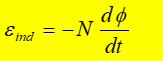 ε_ind = −N dϕ/dt